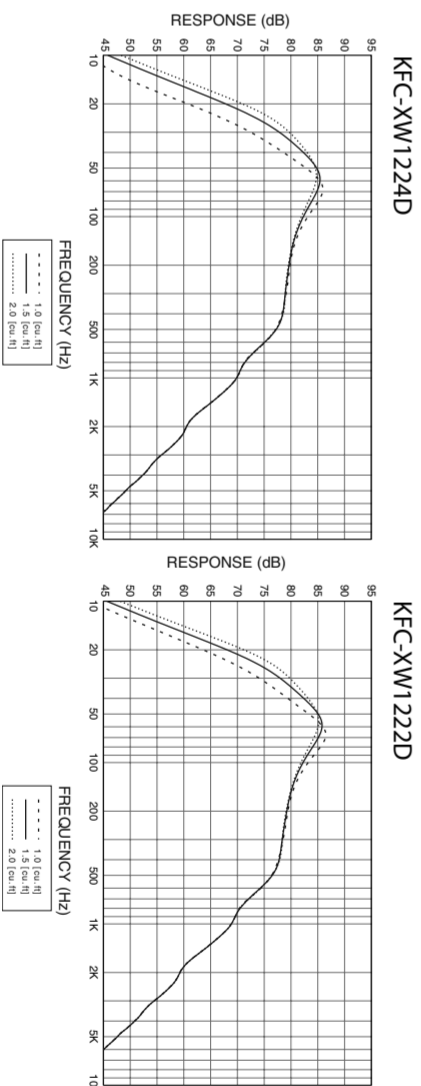 KFC-XW1224D
RESPONSE (dB)
95
90
85
80
75
70
65
60
55
50
45
10
20
50
100
200
500
1K
2K
5K
10K
FREQUENCY (Hz)
1.0 [cu.ft]
1.5 [cu.ft]
2.0 [cu.ft]
KFC-XW1222D
RESPONSE (dB)
95
90
85
80
75
70
65
60
55
50
45
10
20
50
100
200
500
1K
2K
5K
10
FREQUENCY (Hz)
1.0 [cu.ft]
1.5 [cu.ft]
2.0 [cu.ft]